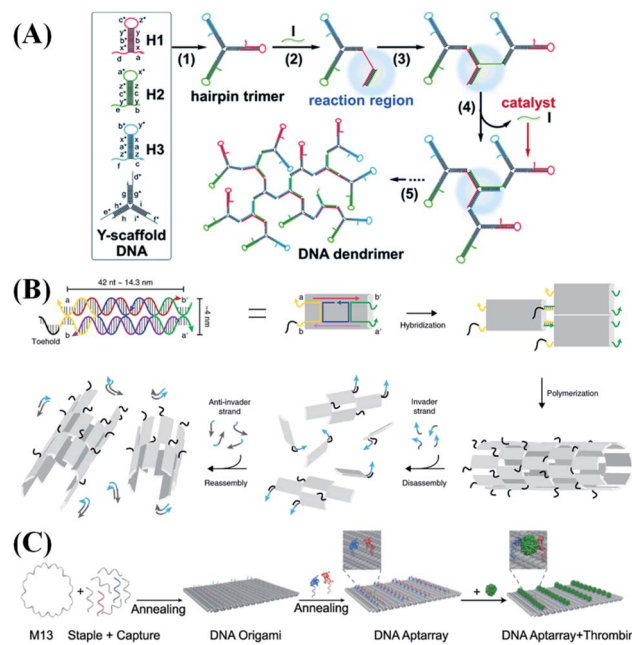 (A)
c* z*
y y*
b b*
x x*
d a
H1
a* x*
z z*
c c*
y y*
e b
H2
b* y*
x x*
a a*
z z*
f c
H3
d*
g g*
h* i
e* h i* f*
Y-scaffold
DNA
(1)
hairpin trimer
I
(2)
reaction region
(3)
(4)
catalyst
I
(5)
DNA dendrimer
(B)
42 nt ~ 14.3 nm
a b'
~4 nm
b a'
Toehold
=
a b'
b a'
Hybridization
Polymerization
Anti-invader
strand
Reassembly
Invader
strand
Disassembly
(C)
M13
+
Staple + Capture
Annealing
DNA Origami
Annealing
DNA Aptarray
+
DNA Aptarray+Thrombin